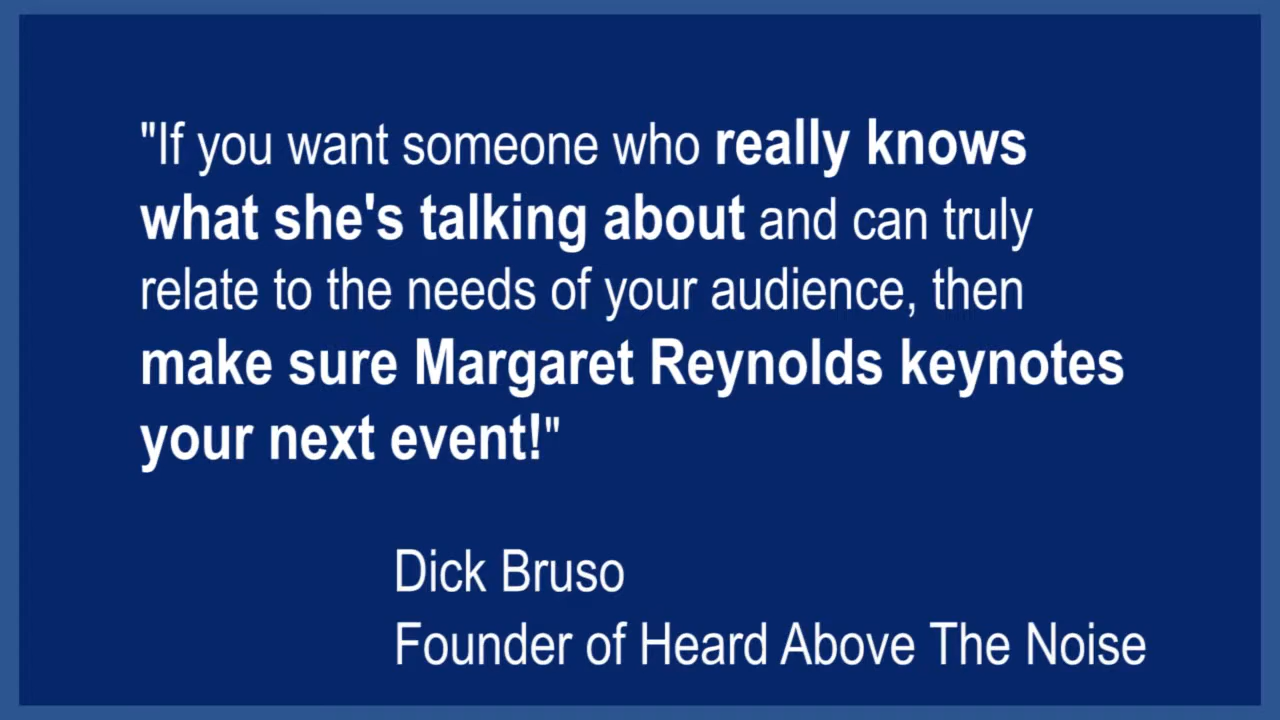 "If you want someone who really knows
what she's talking about and can truly
relate to the needs of your audience, then
make sure Margaret Reynolds keynotes
your next event!"
Dick Bruso
Founder of Heard Above The Noise